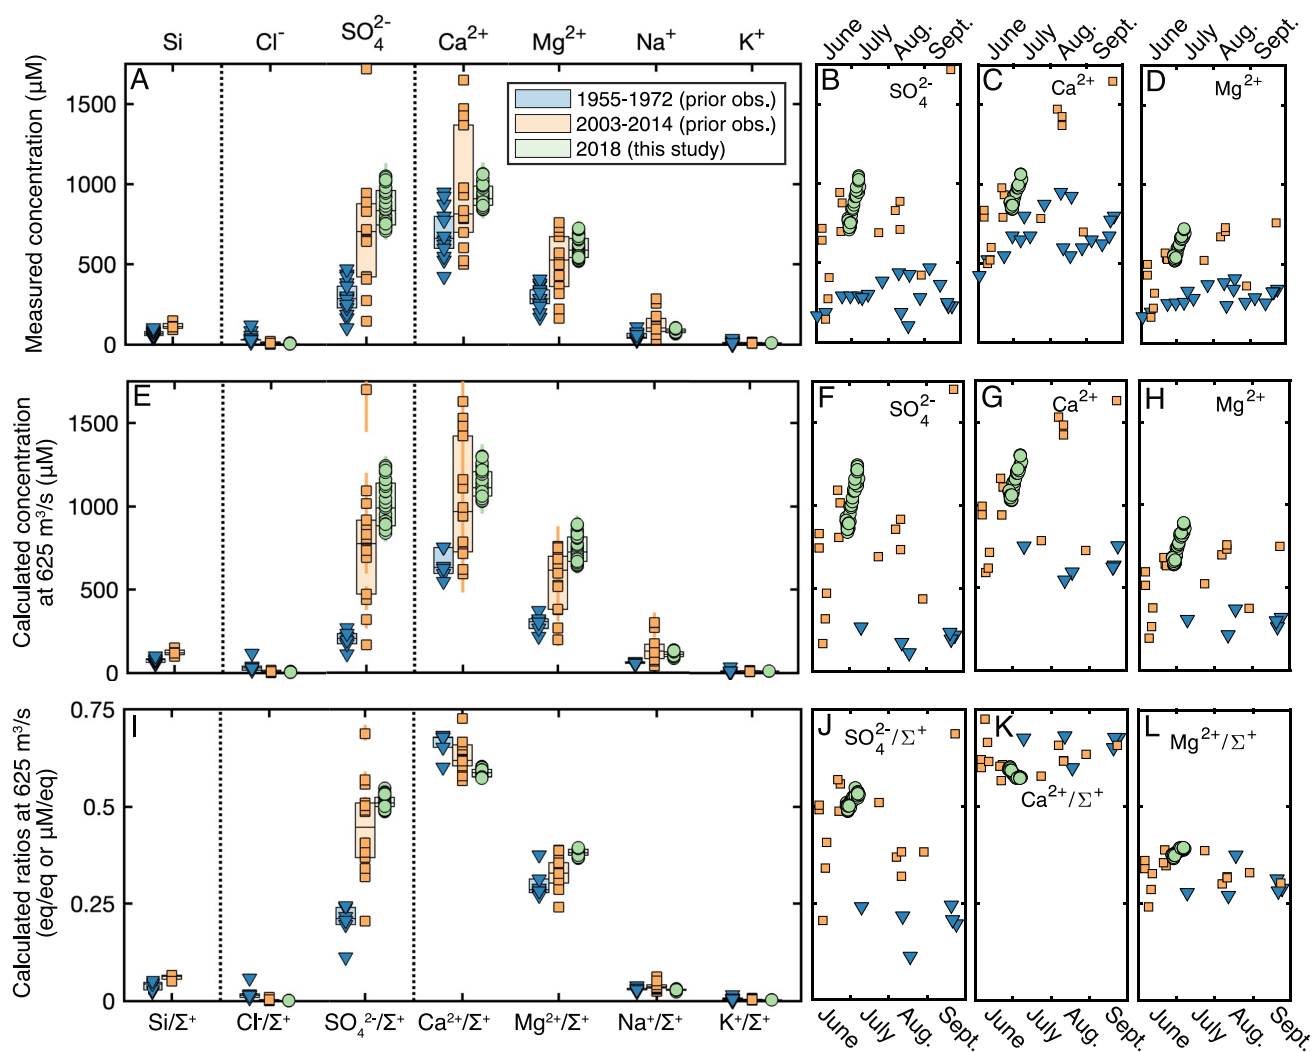 Si Cl⁻ SO₄²⁻ Ca²⁺ Mg²⁺ Na⁺ K⁺
June July Aug. Sept. June July Aug. Sept. June July Aug. Sept.
A
1955-1972 (prior obs.)
2003-2014 (prior obs.)
2018 (this study)
Measured concentration (µM)
1500
1000
500
0
B SO₄²⁻
C Ca²⁺
D Mg²⁺
E
Calculated concentration
at 625 m³/s (µM)
1500
1000
500
0
F SO₄²⁻
G Ca²⁺
H Mg²⁺
I
Calculated ratios at 625 m³/s
(eq/eq or µM/eq)
0.75
0.5
0.25
0
J SO₄²⁻/Σ⁺
K Ca²⁺/Σ⁺
L Mg²⁺/Σ⁺
Si/Σ⁺ Cl⁻/Σ⁺ SO₄²⁻/Σ⁺ Ca²⁺/Σ⁺ Mg²⁺/Σ⁺ Na⁺/Σ⁺ K⁺/Σ⁺
June July Aug. Sept. June July Aug. Sept. June July Aug. Sept.